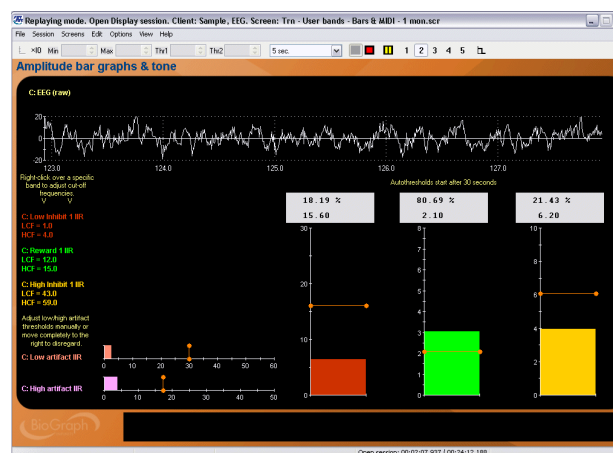 Replaying mode. Open Display session. Client: Sample, EEG. Screen: Trn - User bands - Bars & MIDI - 1 mon.scr
File Session Screens Edit Options View Help
×10 Min Max Thr1 Thr2 5 sec. 1 2 3 4 5
Amplitude bar graphs & tone
C: EEG (raw)
20
0
-20
123.0 124.0 125.0 126.0 127.0
Right-click over a specific
band to adjust cut-off
frequencies.
V V
Autothresholds start after 30 seconds
18.19 % 80.69 % 21.43 %
15.60 2.10 6.20
C: Low Inhibit 1 IIR
LCF = 1.0
HCF = 4.0
C: Reward 1 IIR
LCF = 12.0
HCF = 15.0
C: High Inhibit 1 IIR
LCF = 43.0
HCF = 59.0
Adjust low/high artifact
thresholds manually or
move completely to the
right to disregard.
C: Low artifact IIR
0 10 20 30 40 50 60
C: High artifact IIR
0 10 20 30 40 50
30
20
10
0
8
7
6
5
4
3
2
1
0
10
8
6
4
2
0
BioGraph
Open session: 00:02:07.937 / 00:24:12.188